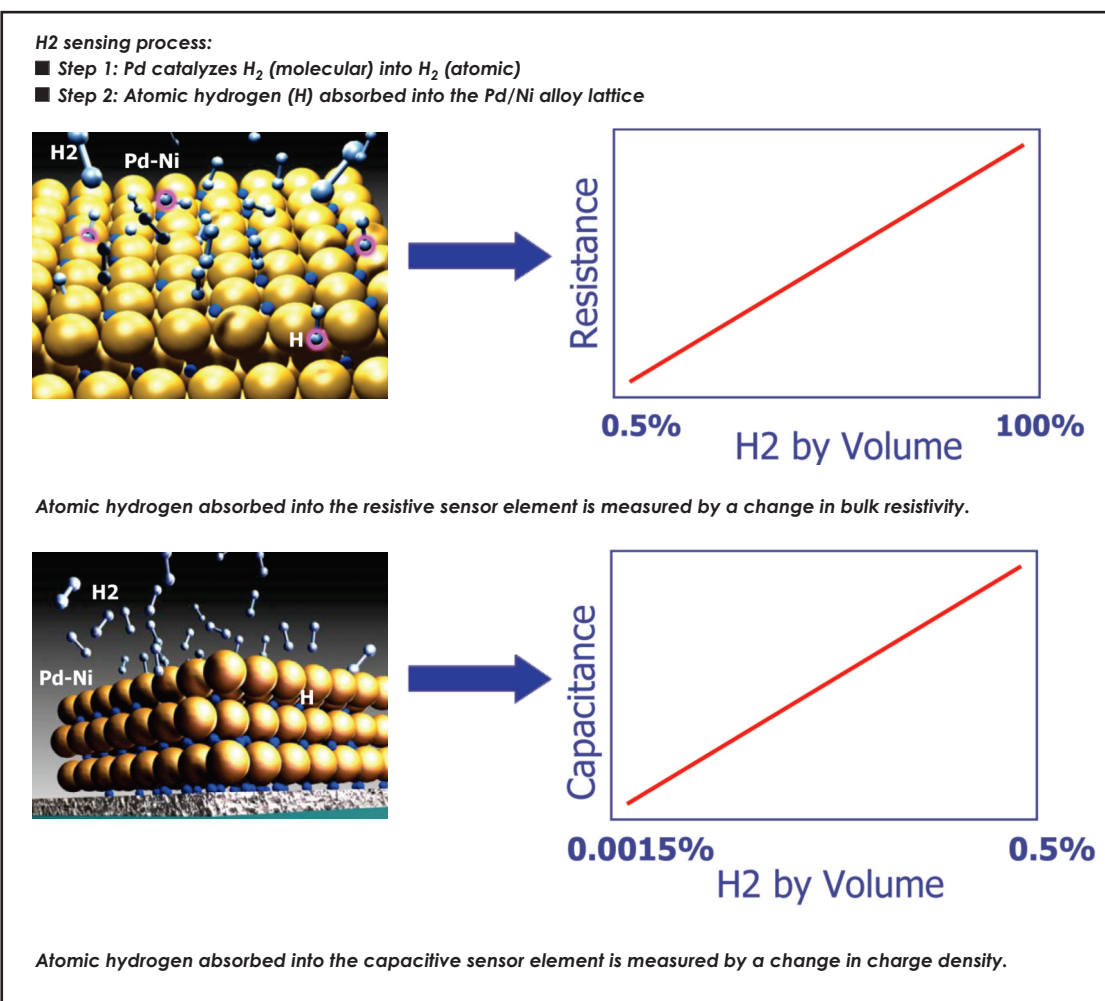 H2 sensing process:
■ Step 1: Pd catalyzes H₂ (molecular) into H₂ (atomic)
■ Step 2: Atomic hydrogen (H) absorbed into the Pd/Ni alloy lattice
H2
Pd-Ni
H
Resistance
0.5%
100%
H2 by Volume
Atomic hydrogen absorbed into the resistive sensor element is measured by a change in bulk resistivity.
H2
Pd-Ni
H
Capacitance
0.0015%
0.5%
H2 by Volume
Atomic hydrogen absorbed into the capacitive sensor element is measured by a change in charge density.